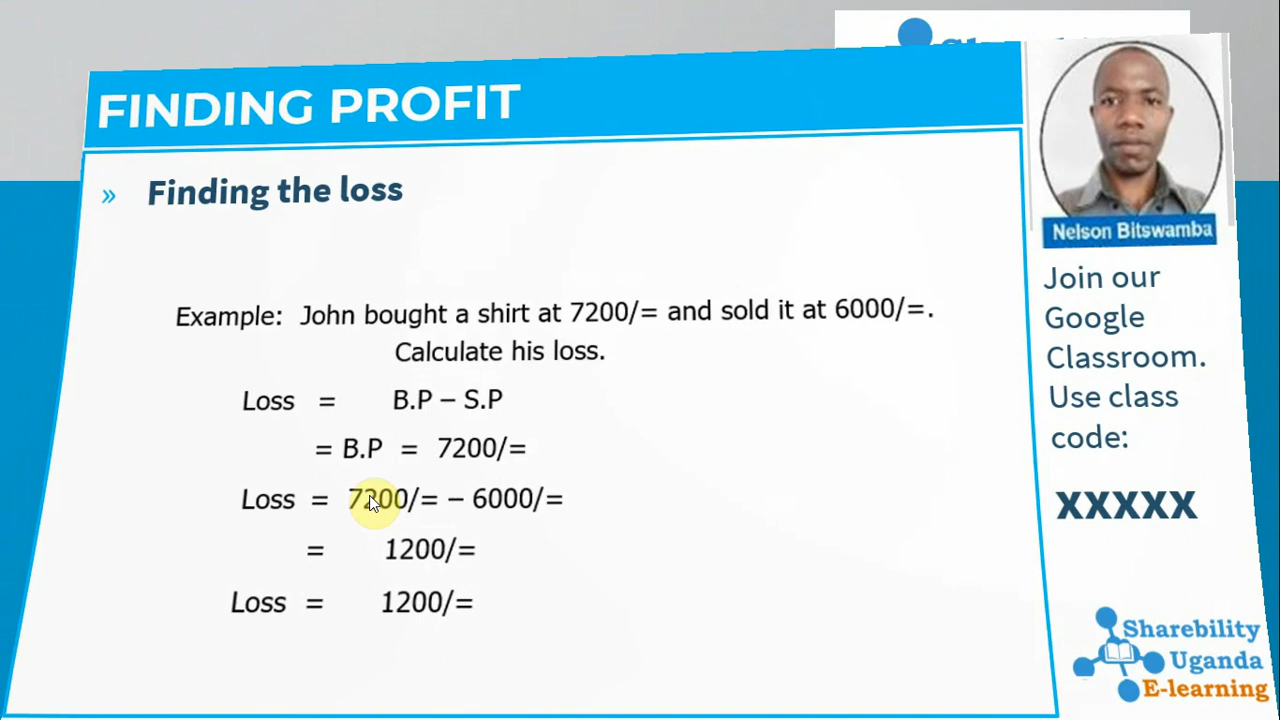 FINDING PROFIT
» Finding the loss
Example: John bought a shirt at 7200/= and sold it at 6000/=.
Calculate his loss.
Loss = B.P – S.P
= B.P = 7200/=
Loss = 7200/= – 6000/=
= 1200/=
Loss = 1200/=
Nelson Bitswamba
Join our
Google
Classroom.
Use class
code:
XXXXX
Sharebility
Uganda
E-learning